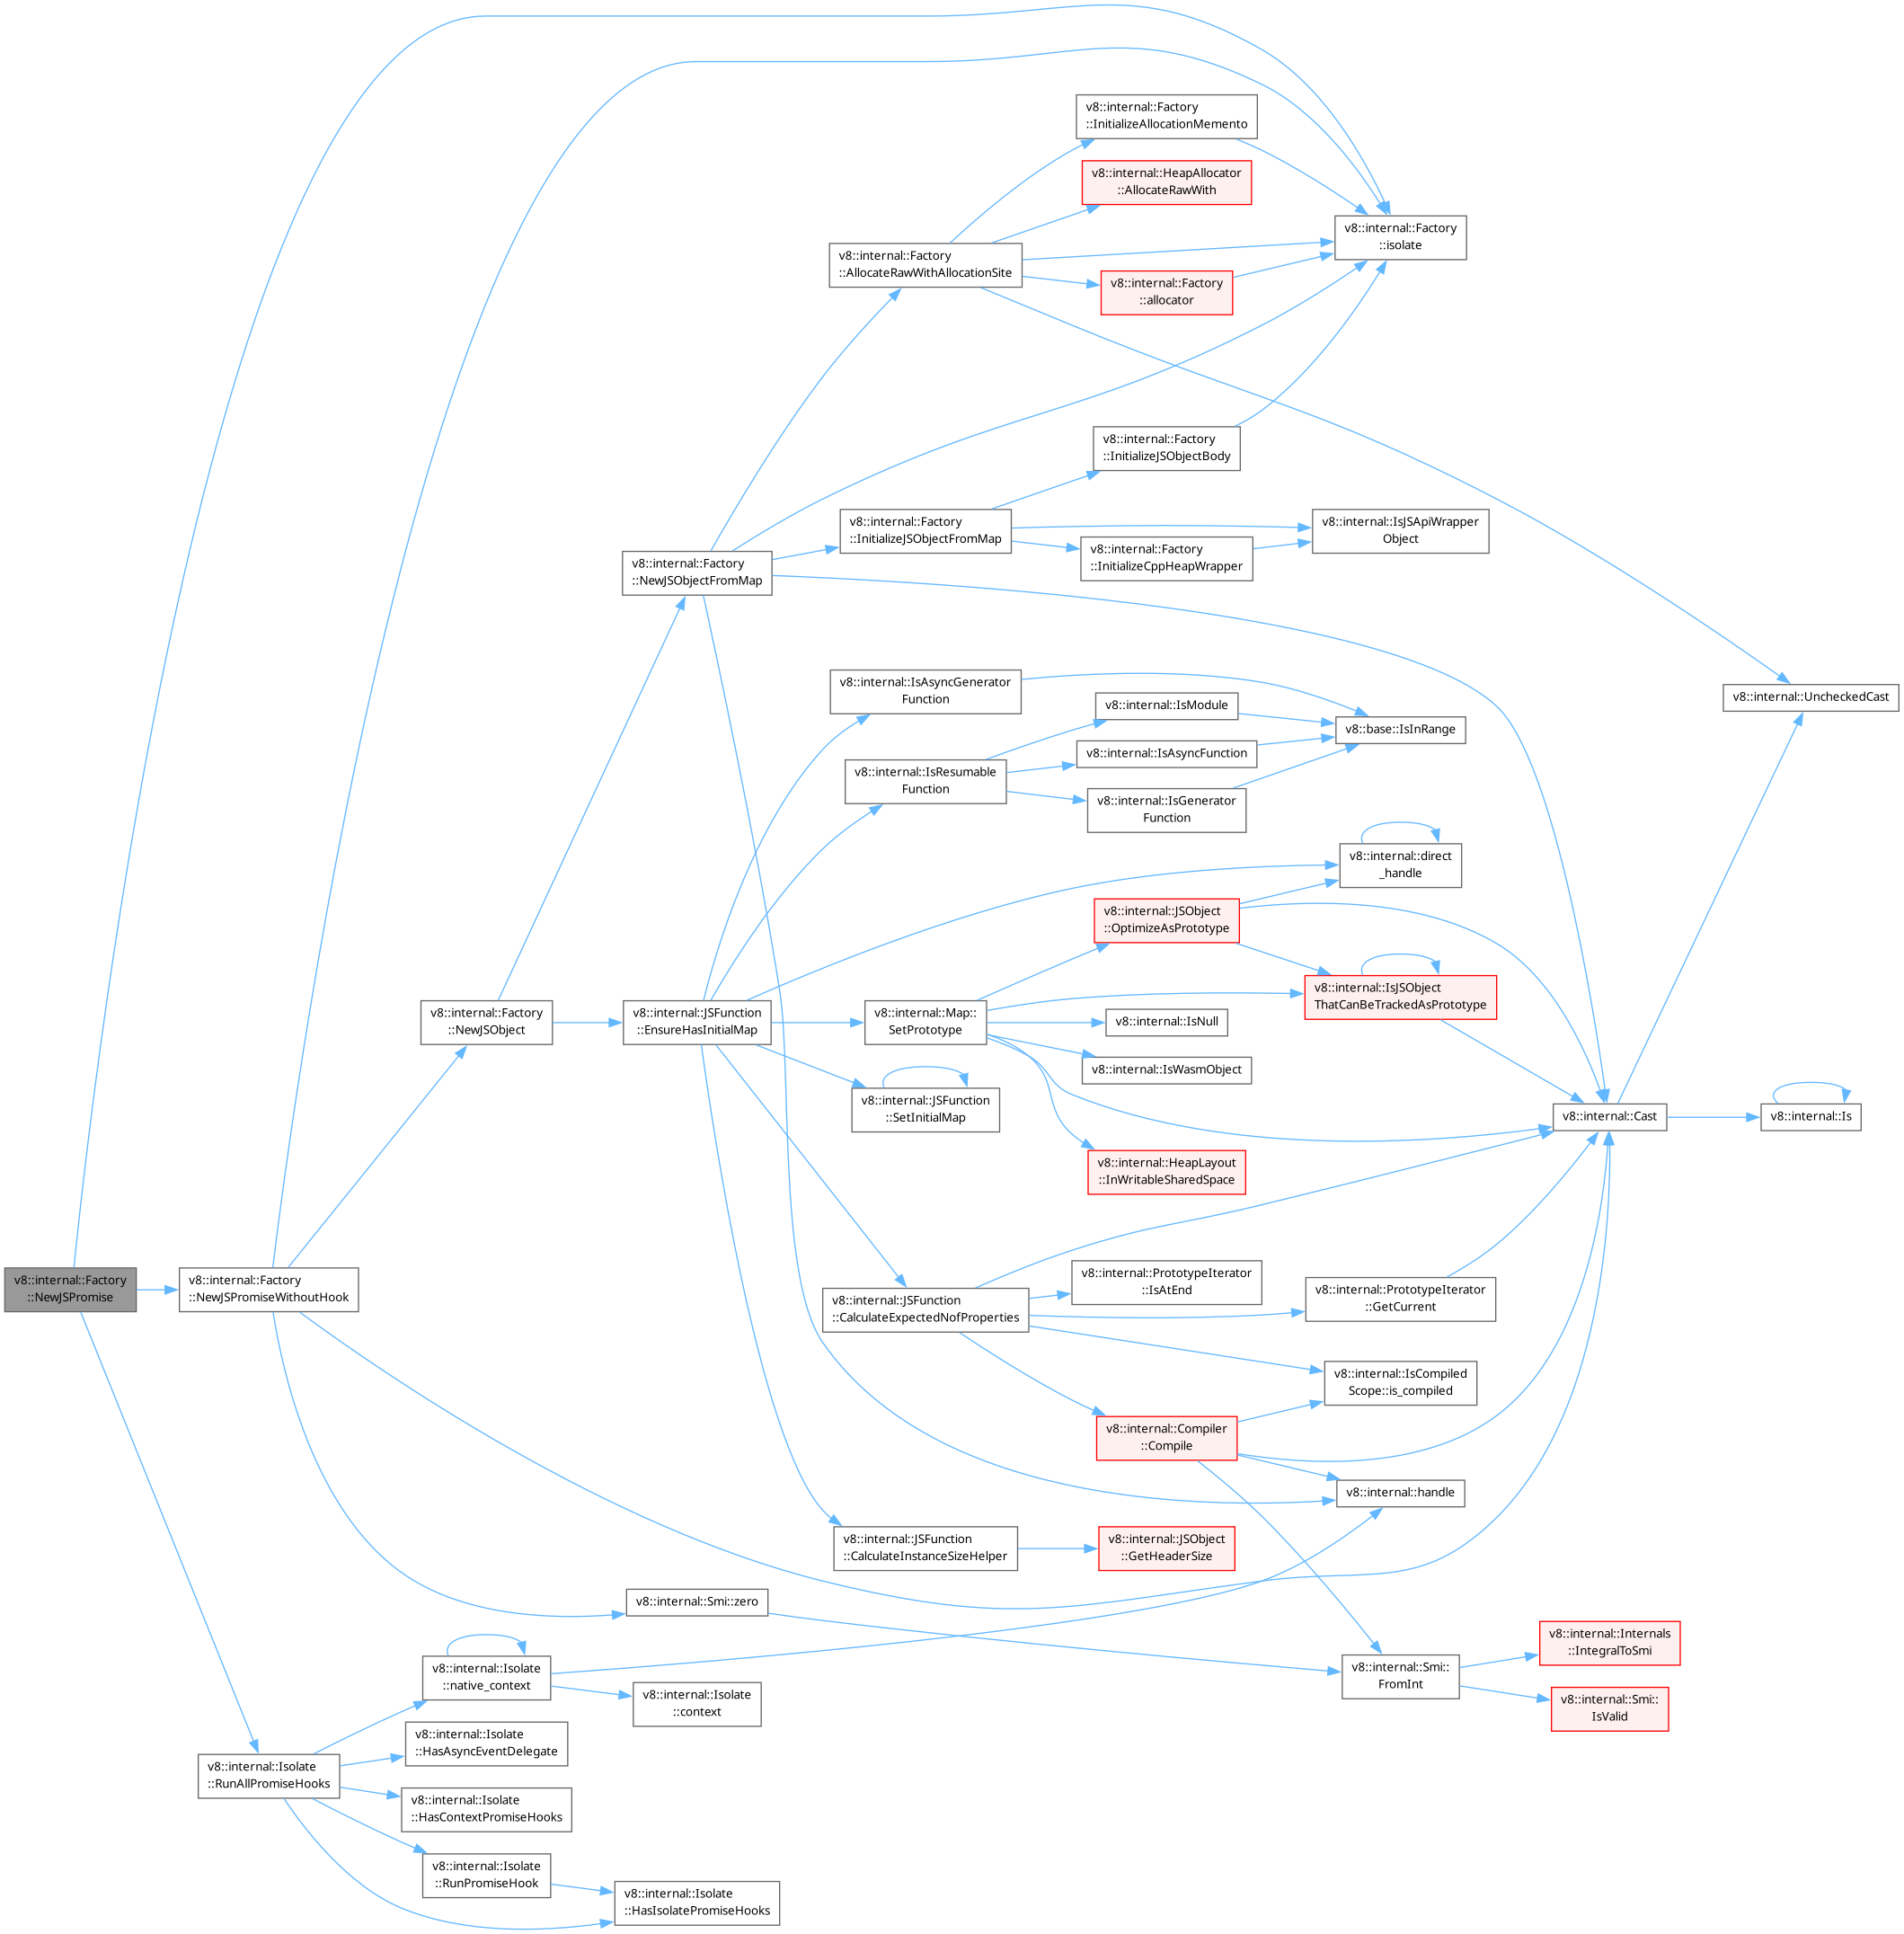 v8::internal::Factory
::InitializeAllocationMemento
v8::internal::HeapAllocator
::AllocateRawWith
v8::internal::Factory
::isolate
v8::internal::Factory
::AllocateRawWithAllocationSite
v8::internal::Factory
::allocator
v8::internal::Factory
::InitializeJSObjectBody
v8::internal::Factory
::InitializeJSObjectFromMap
v8::internal::IsJSApiWrapper
Object
v8::internal::Factory
::InitializeCppHeapWrapper
v8::internal::Factory
::NewJSObjectFromMap
v8::internal::IsAsyncGenerator
Function
v8::internal::UncheckedCast
v8::internal::IsModule
v8::base::IsInRange
v8::internal::IsAsyncFunction
v8::internal::IsResumable
Function
v8::internal::IsGenerator
Function
v8::internal::direct
_handle
v8::internal::JSObject
::OptimizeAsPrototype
v8::internal::IsJSObject
ThatCanBeTrackedAsPrototype
v8::internal::Factory
::NewJSObject
v8::internal::JSFunction
::EnsureHasInitialMap
v8::internal::Map::
SetPrototype
v8::internal::IsNull
v8::internal::IsWasmObject
v8::internal::JSFunction
::SetInitialMap
v8::internal::Cast
v8::internal::Is
v8::internal::HeapLayout
::InWritableSharedSpace
v8::internal::Factory
::NewJSPromise
v8::internal::Factory
::NewJSPromiseWithoutHook
v8::internal::PrototypeIterator
::IsAtEnd
v8::internal::JSFunction
::CalculateExpectedNofProperties
v8::internal::PrototypeIterator
::GetCurrent
v8::internal::IsCompiled
Scope::is_compiled
v8::internal::Compiler
::Compile
v8::internal::handle
v8::internal::JSFunction
::CalculateInstanceSizeHelper
v8::internal::JSObject
::GetHeaderSize
v8::internal::Smi::zero
v8::internal::Internals
::IntegralToSmi
v8::internal::Isolate
::native_context
v8::internal::Smi::
FromInt
v8::internal::Isolate
::context
v8::internal::Smi::
IsValid
v8::internal::Isolate
::HasAsyncEventDelegate
v8::internal::Isolate
::RunAllPromiseHooks
v8::internal::Isolate
::HasContextPromiseHooks
v8::internal::Isolate
::RunPromiseHook
v8::internal::Isolate
::HasIsolatePromiseHooks